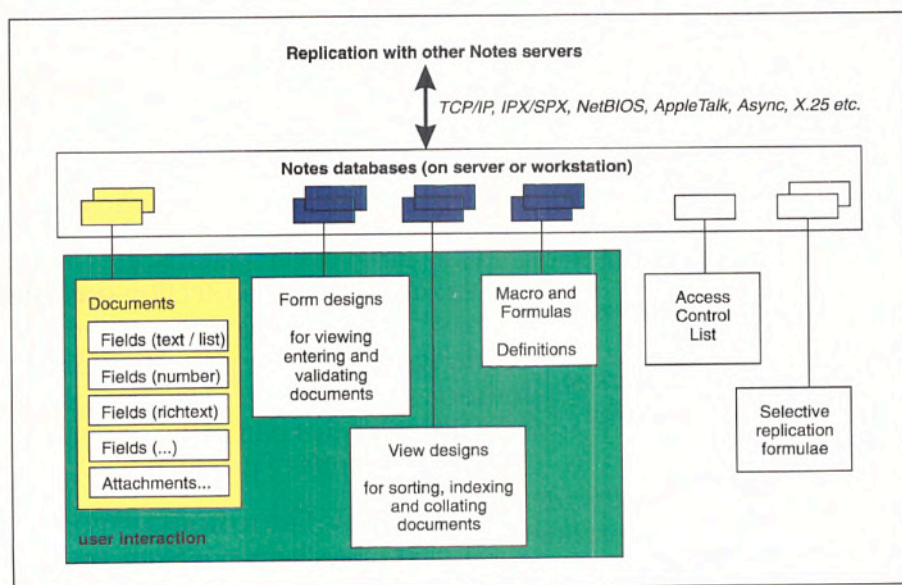 Replication with other Notes servers
TCP/IP, IPX/SPX, NetBIOS, AppleTalk, Async, X.25 etc.
Notes databases (on server or workstation)
Documents
Fields (text / list)
Fields (number)
Fields (richtext)
Fields (...)
Attachments...
Form designs
for viewing
entering and
validating
documents
View designs
for sorting, indexing
and collating
documents
Macro and
Formulas
Definitions
Access
Control
List
Selective
replication
formulae
user interaction